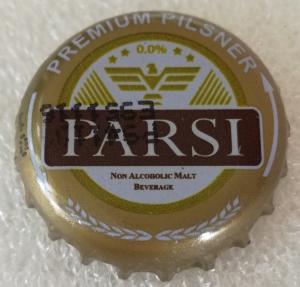 PREMIUM PILSNER
0.0%
PARSI
NON ALCOHOLIC MALT
BEVERAGE